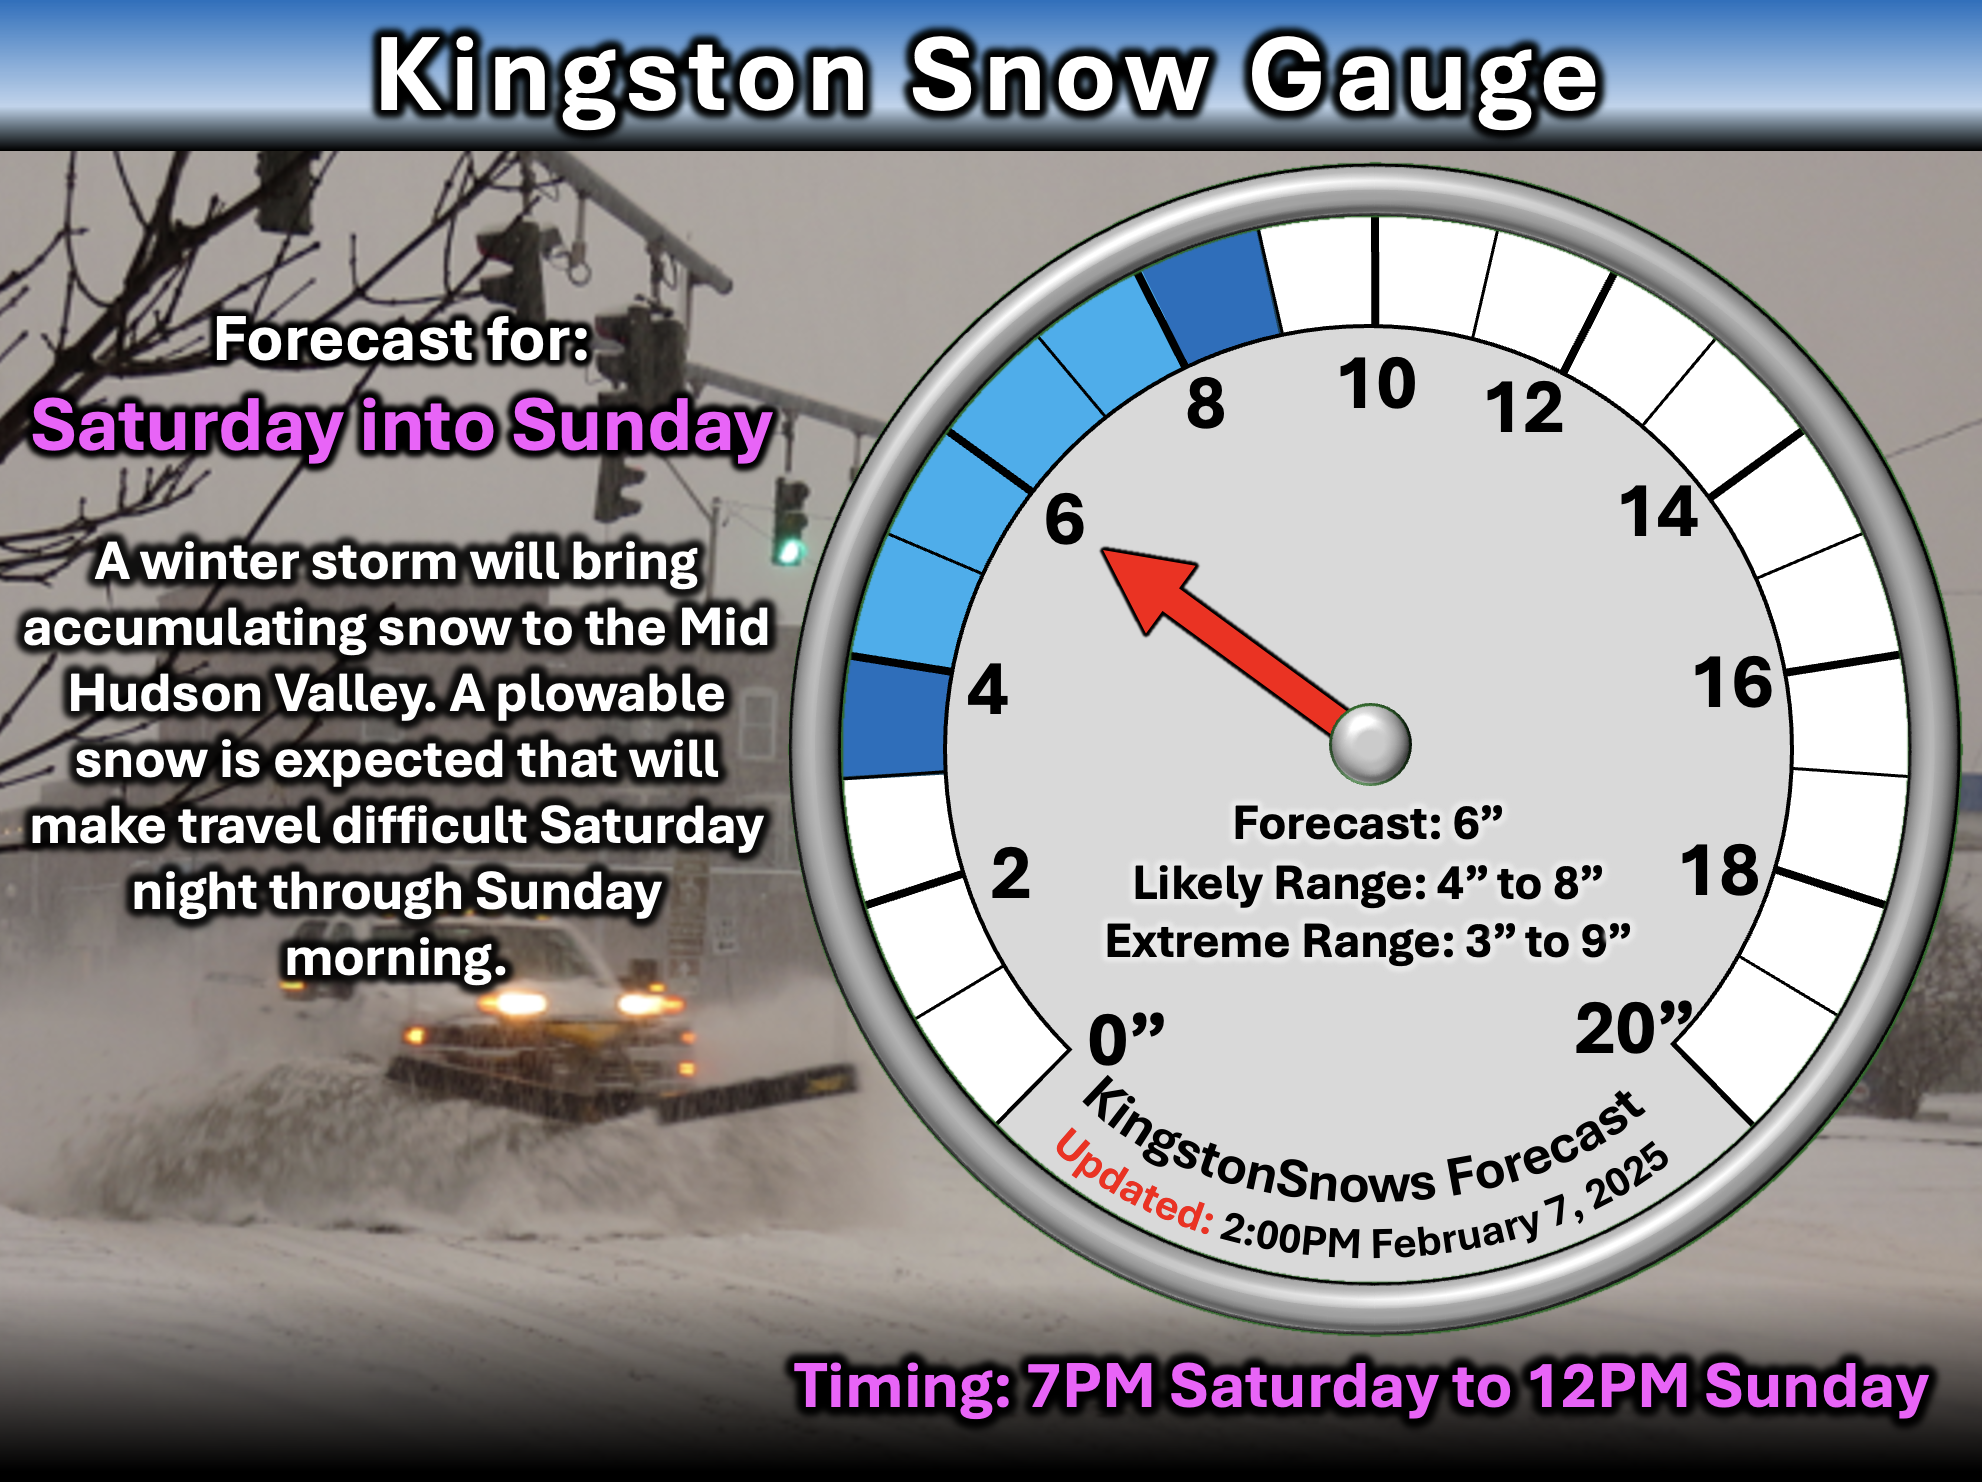 Kingston Snow Gauge
Forecast for:
Saturday into Sunday
A winter storm will bring
accumulating snow to the Mid
Hudson Valley. A plowable
snow is expected that will
make travel difficult Saturday
night through Sunday
morning.
0”
2
4
6
8
10
12
14
16
18
20”
Forecast: 6”
Likely Range: 4” to 8”
Extreme Range: 3” to 9”
KingstonSnows Forecast
Updated: 2:00PM February 7, 2025
Timing: 7PM Saturday to 12PM Sunday